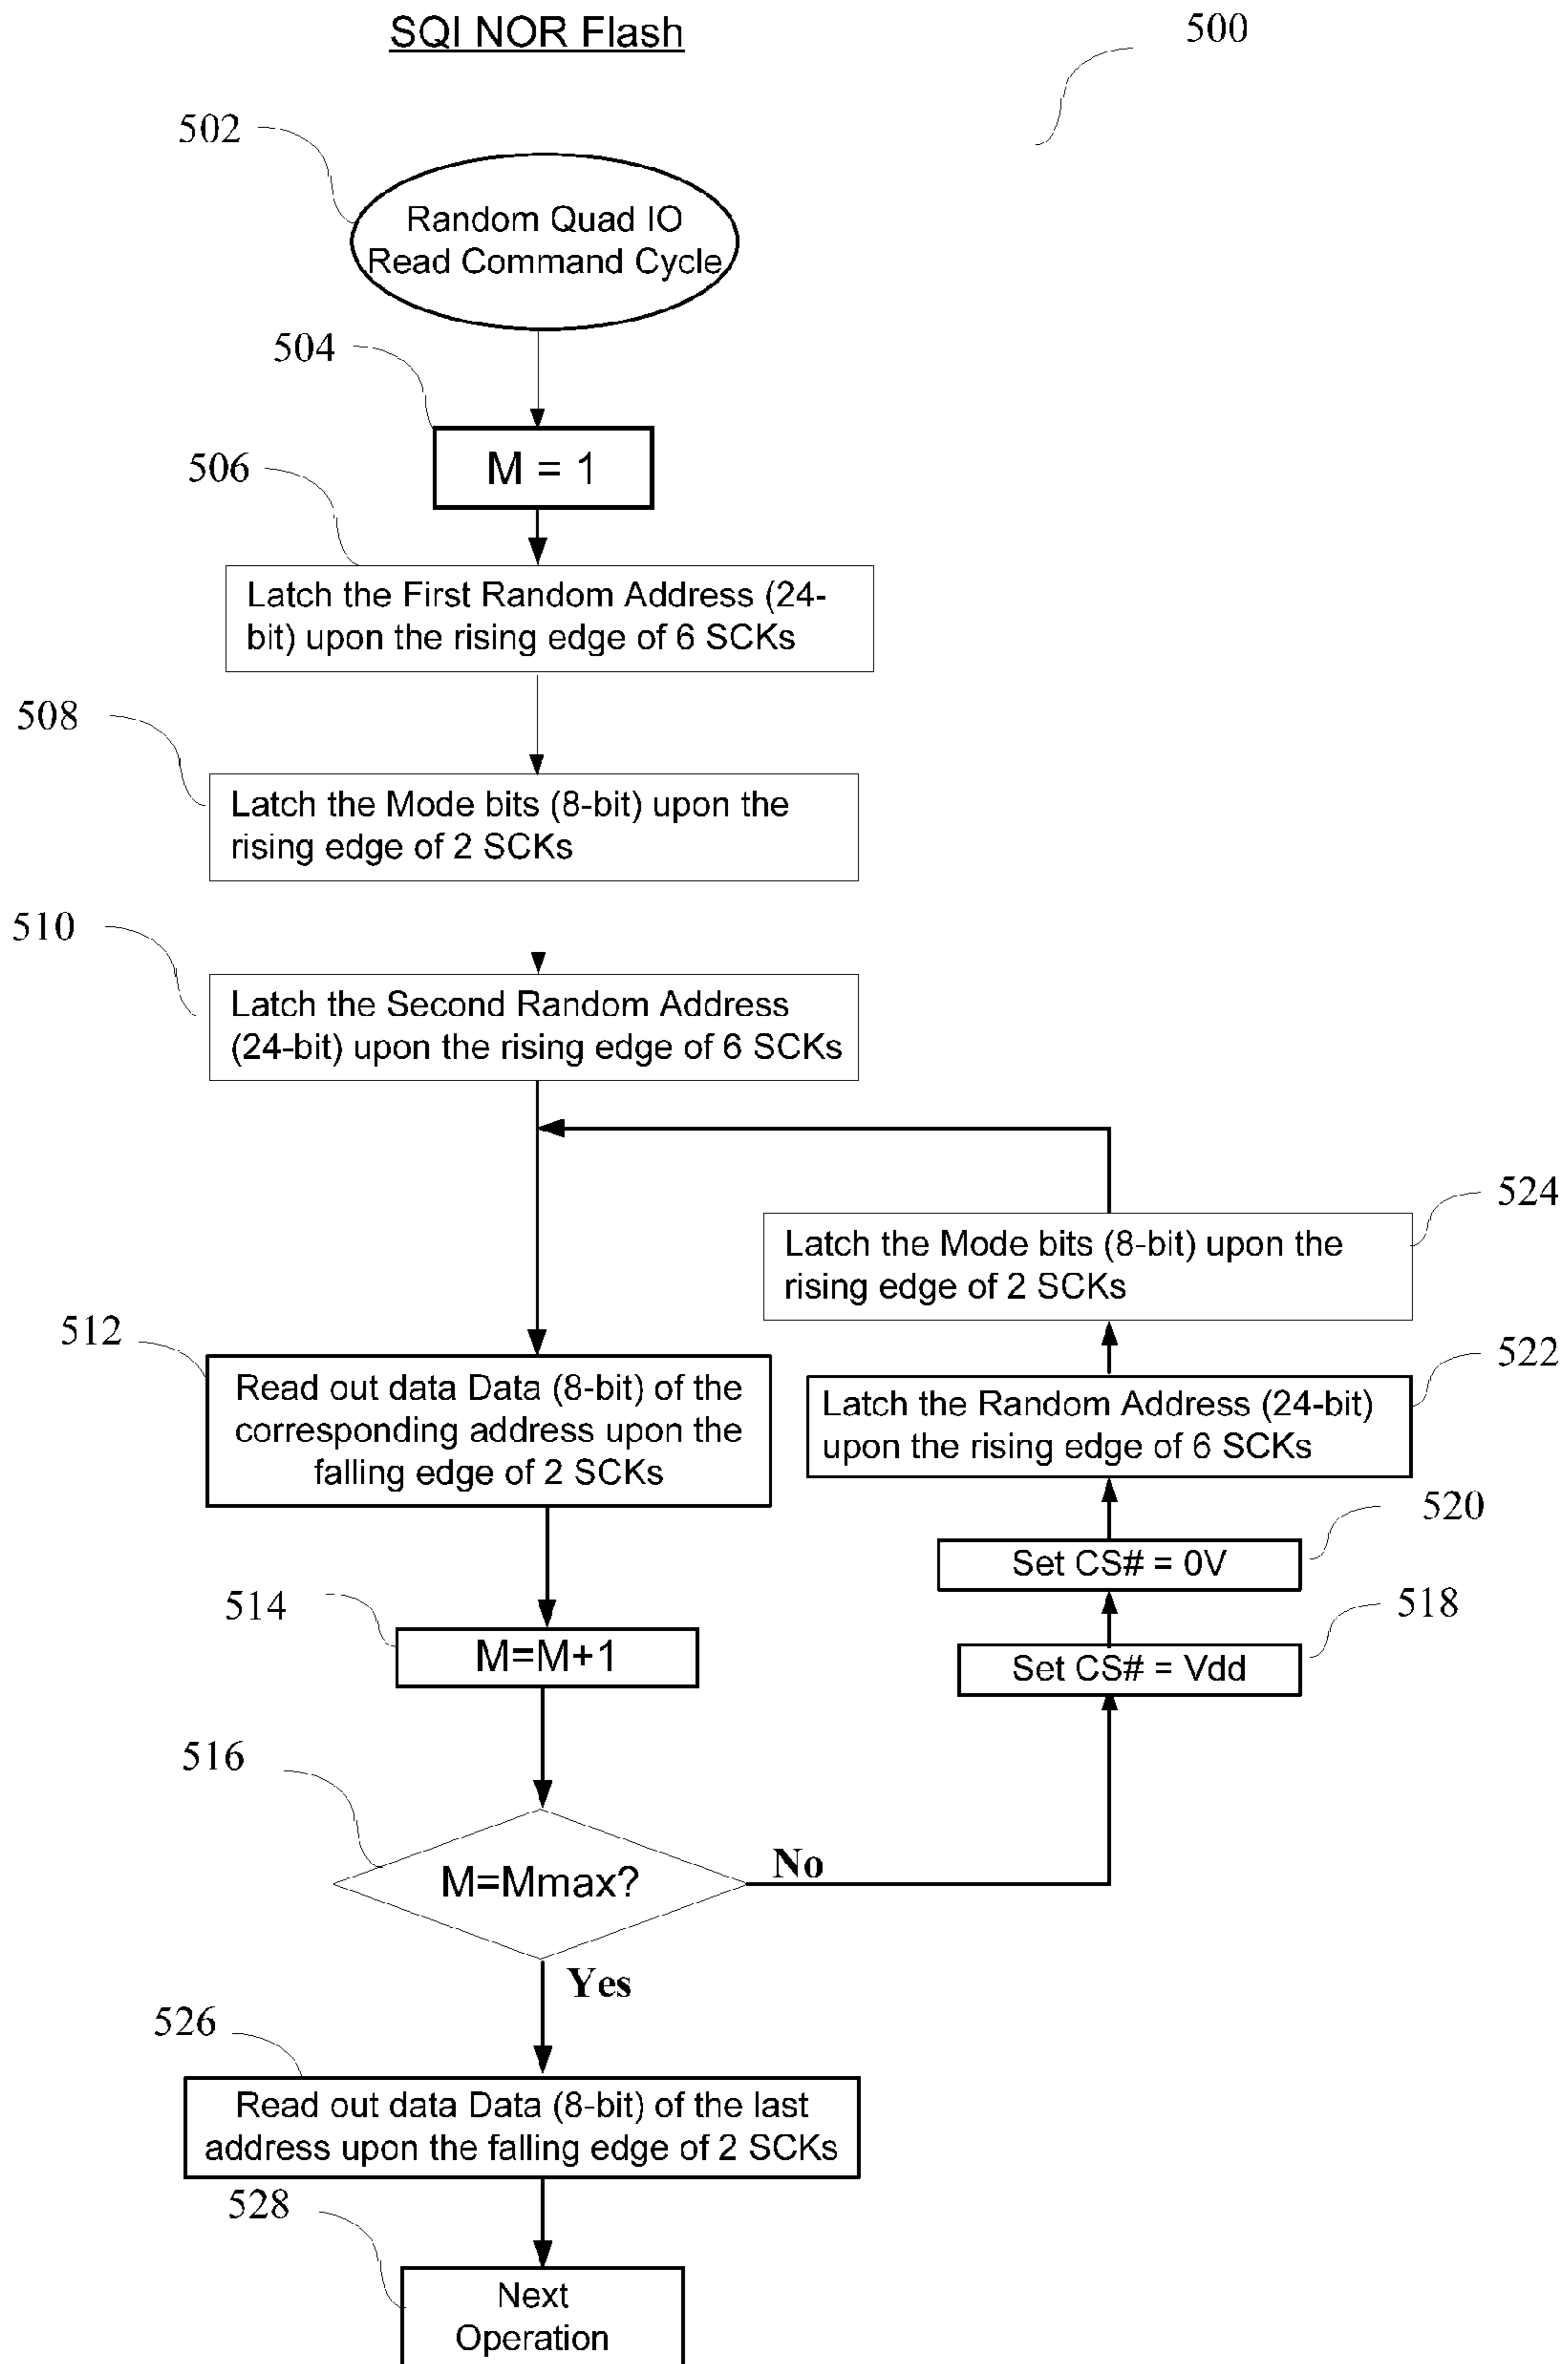 SQI NOR Flash
500
502
Random Quad IO
Read Command Cycle
504
M = 1
506
Latch the First Random Address (24-
bit) upon the rising edge of 6 SCKs
508
Latch the Mode bits (8-bit) upon the
rising edge of 2 SCKs
510
Latch the Second Random Address
(24-bit) upon the rising edge of 6 SCKs
524
Latch the Mode bits (8-bit) upon the
rising edge of 2 SCKs
512
Read out data Data (8-bit) of the
corresponding address upon the
falling edge of 2 SCKs
522
Latch the Random Address (24-bit)
upon the rising edge of 6 SCKs
520
Set CS# = 0V
514
M=M+1
518
Set CS# = Vdd
516
M=Mmax?
No
Yes
526
Read out data Data (8-bit) of the last
address upon the falling edge of 2 SCKs
528
Next
Operation